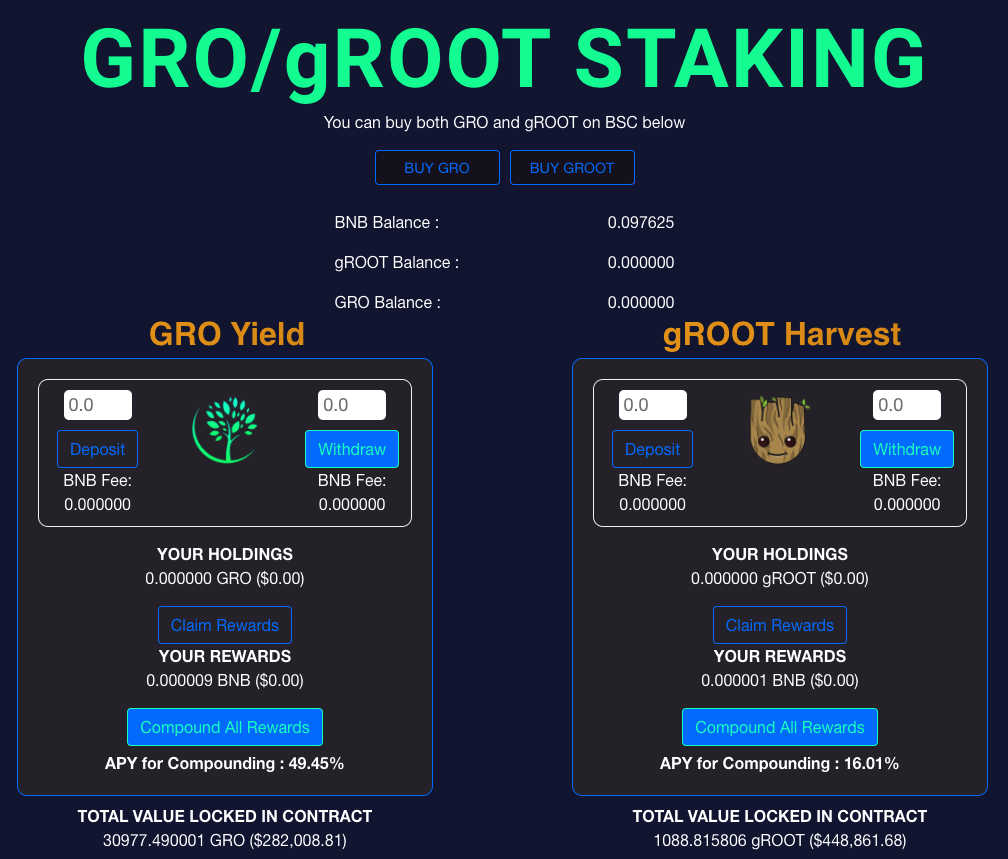 GRO/gROOT STAKING
You can buy both GRO and gROOT on BSC below
BUY GRO BUY GROOT
BNB Balance : 0.097625
gROOT Balance : 0.000000
GRO Balance : 0.000000
GRO Yield
0.0 0.0
Deposit Withdraw
BNB Fee: BNB Fee:
0.000000 0.000000
YOUR HOLDINGS
0.000000 GRO ($0.00)
Claim Rewards
YOUR REWARDS
0.000009 BNB ($0.00)
Compound All Rewards
APY for Compounding : 49.45%
TOTAL VALUE LOCKED IN CONTRACT
30977.490001 GRO ($282,008.81)
gROOT Harvest
0.0 0.0
Deposit Withdraw
BNB Fee: BNB Fee:
0.000000 0.000000
YOUR HOLDINGS
0.000000 gROOT ($0.00)
Claim Rewards
YOUR REWARDS
0.000001 BNB ($0.00)
Compound All Rewards
APY for Compounding : 16.01%
TOTAL VALUE LOCKED IN CONTRACT
1088.815806 gROOT ($448,861.68)